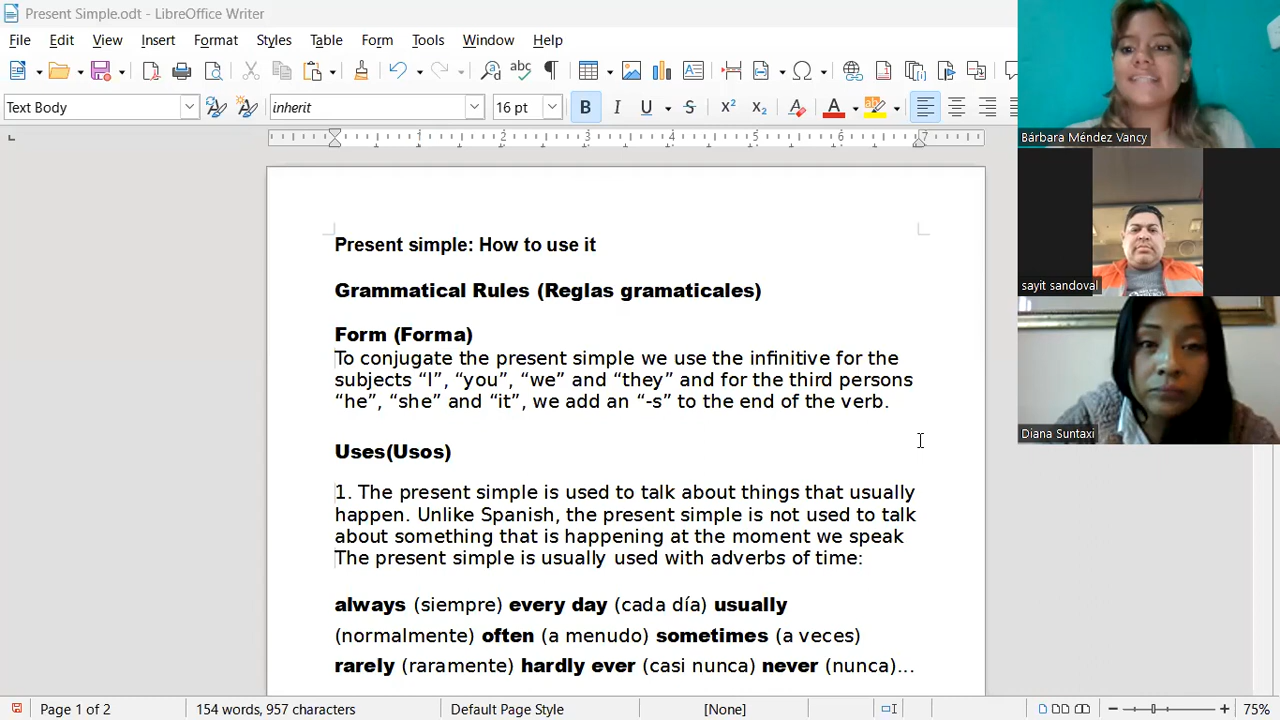 Present Simple.odt - LibreOffice Writer
File Edit View Insert Format Styles Table Form Tools Window Help
Text Body inherit 16 pt
1 2 3 4 5 6 7
Present simple: How to use it
Grammatical Rules (Reglas gramaticales)
Form (Forma)
To conjugate the present simple we use the infinitive for the
subjects “I”, “you”, “we” and “they” and for the third persons
“he”, “she” and “it”, we add an “-s” to the end of the verb.
Uses(Usos)
1. The present simple is used to talk about things that usually
happen. Unlike Spanish, the present simple is not used to talk
about something that is happening at the moment we speak
The present simple is usually used with adverbs of time:
always (siempre) every day (cada día) usually
(normalmente) often (a menudo) sometimes (a veces)
rarely (raramente) hardly ever (casi nunca) never (nunca)...
Page 1 of 2 154 words, 957 characters Default Page Style [None] 75%
Bárbara Méndez Vancy
sayit sandoval
Diana Suntaxi